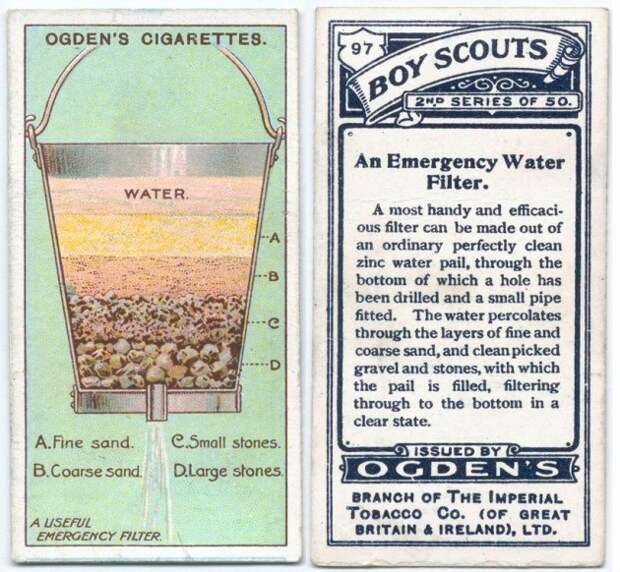 OGDEN'S CIGARETTES.
WATER.
A
B
C
D
A. Fine sand. C. Small stones.
B. Coarse sand. D. Large stones.
A USEFUL
EMERGENCY FILTER.
97
BOY SCOUTS
2ND SERIES OF 50.
An Emergency Water
Filter.
A most handy and efficaci-
ous filter can be made out of
an ordinary perfectly clean
zinc water pail, through the
bottom of which a hole has
been drilled and a small pipe
fitted. The water percolates
through the layers of fine and
coarse sand, and clean picked
gravel and stones, with which
the pail is filled, filtering
through to the bottom in a
clear state.
ISSUED BY
OGDEN'S
BRANCH OF THE IMPERIAL
TOBACCO CO. (OF GREAT
BRITAIN & IRELAND), LTD.